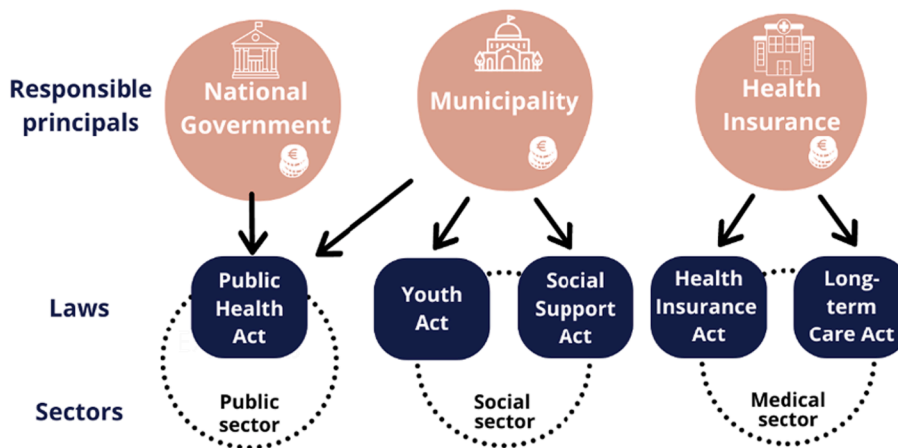 Responsible
principals
National
Government
€
Municipality
€
Health
Insurance
€
Laws
Public
Health
Act
Youth
Act
Social
Support
Act
Health
Insurance
Act
Long-
term
Care Act
Sectors
Public
sector
Social
sector
Medical
sector